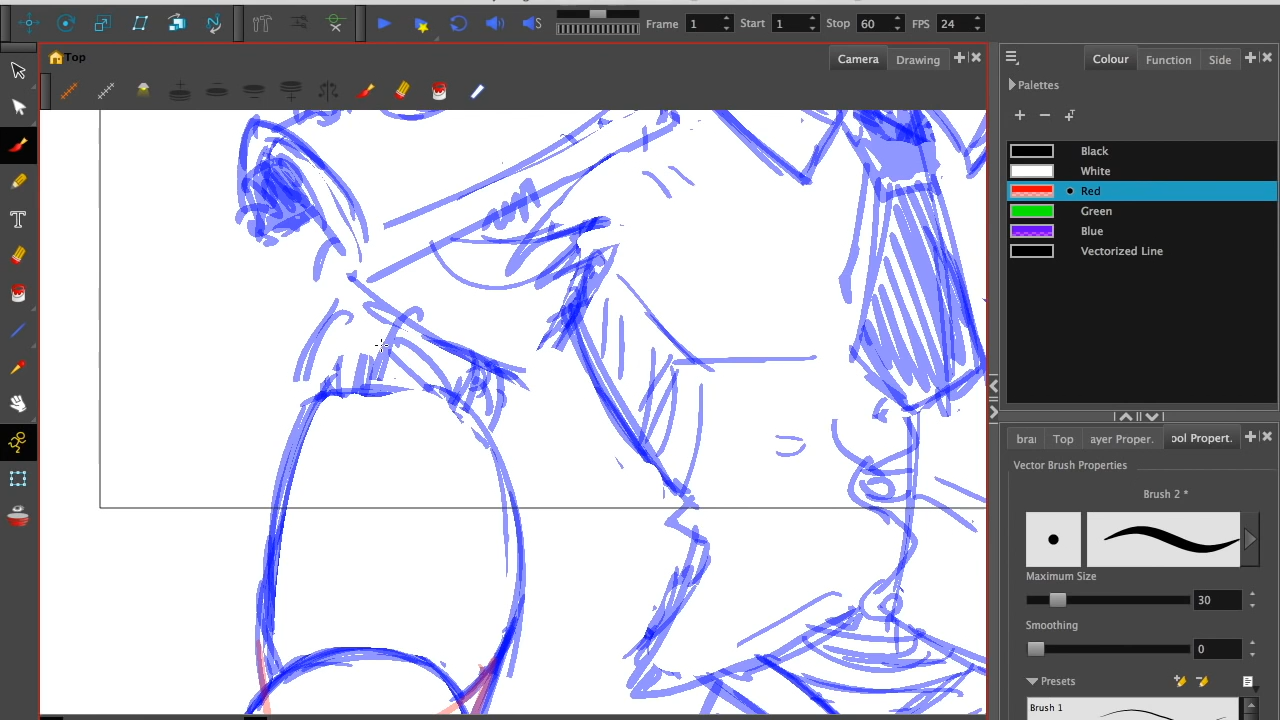 Frame 1 Start 1 Stop 60 FPS 24
Top
Camera Drawing
Colour Function Side
Palettes
Black
White
Red
Green
Blue
Vectorized Line
brai Top ayer Proper. ool Propert.
Vector Brush Properties
Brush 2 *
Maximum Size
30
Smoothing
0
Presets
Brush 1